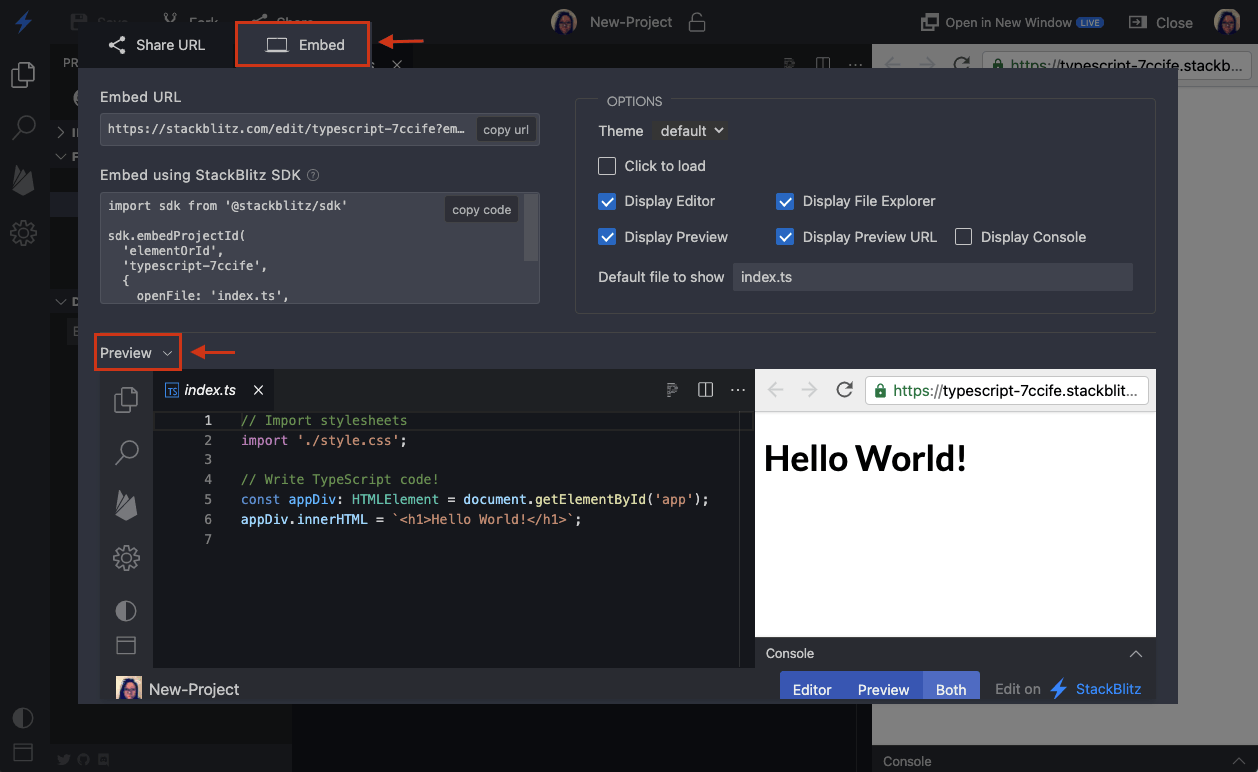 Save
Fork
Share
New-Project
Open in New Window LIVE
Close
Share URL
Embed
PR
https://typescript-7ccife.stackb...
Embed URL
https://stackblitz.com/edit/typescript-7ccife?em...
copy url
Embed using StackBlitz SDK ?
import sdk from '@stackblitz/sdk'
copy code
sdk.embedProjectId(
'elementOrId',
'typescript-7ccife',
{
openFile: 'index.ts',
OPTIONS
Theme default
Click to load
Display Editor
Display File Explorer
Display Preview
Display Preview URL
Display Console
Default file to show index.ts
Preview
TS index.ts
https://typescript-7ccife.stackblit...
1 // Import stylesheets
2 import './style.css';
3
4 // Write TypeScript code!
5 const appDiv: HTMLElement = document.getElementById('app');
6 appDiv.innerHTML = `<h1>Hello World!</h1>`;
7
Hello World!
Console
New-Project
Editor
Preview
Both
Edit on StackBlitz
Console